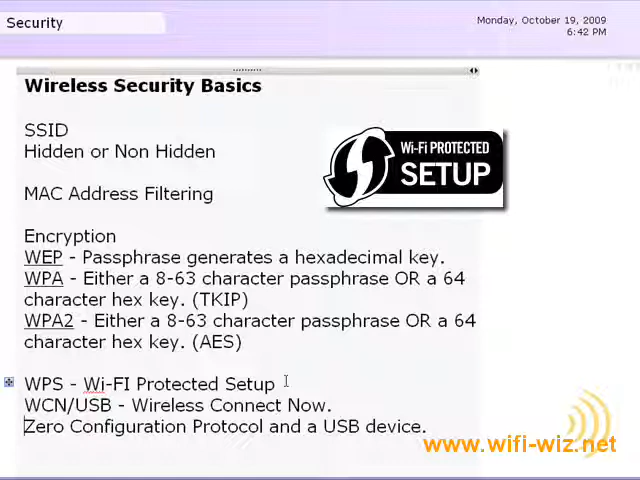 Security
Monday, October 19, 2009
6:42 PM
Wireless Security Basics
SSID
Hidden or Non Hidden
Wi-Fi PROTECTED
SETUP
MAC Address Filtering
Encryption
WEP - Passphrase generates a hexadecimal key.
WPA - Either a 8-63 character passphrase OR a 64
character hex key. (TKIP)
WPA2 - Either a 8-63 character passphrase OR a 64
character hex key. (AES)
WPS - Wi-FI Protected Setup
WCN/USB - Wireless Connect Now.
Zero Configuration Protocol and a USB device.
www.wifi-wiz.net